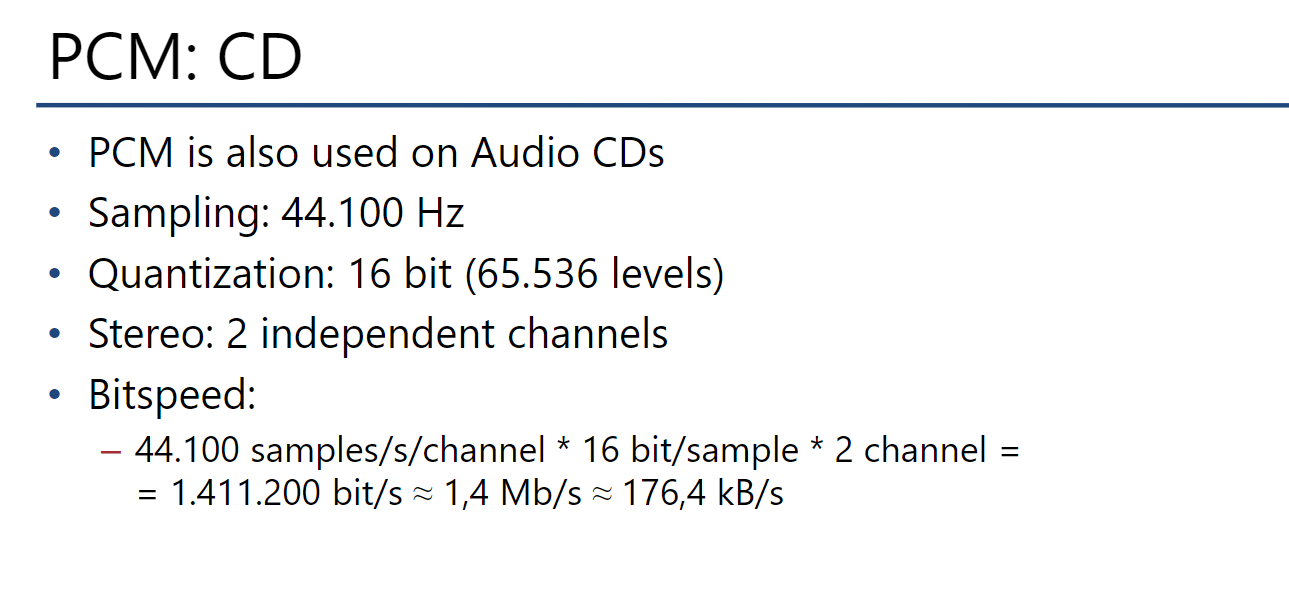 PCM: CD
• PCM is also used on Audio CDs
• Sampling: 44.100 Hz
• Quantization: 16 bit (65.536 levels)
• Stereo: 2 independent channels
• Bitspeed:
– 44.100 samples/s/channel * 16 bit/sample * 2 channel =
= 1.411.200 bit/s ≈ 1,4 Mb/s ≈ 176,4 kB/s